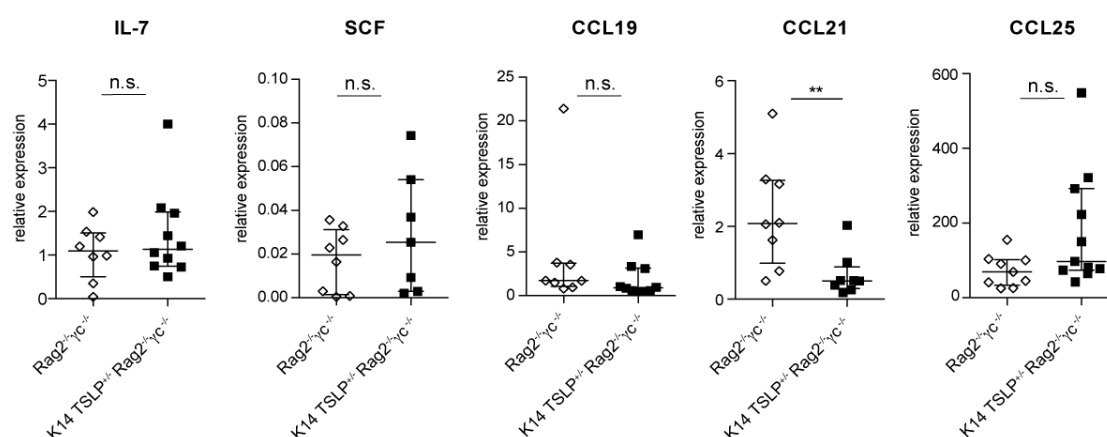 IL-7
n.s.
relative expression
5
4
3
2
1
0
Rag2-/-γc-/-
K14 TSLP+/- Rag2-/-γc-/-
SCF
n.s.
relative expression
0.10
0.08
0.06
0.04
0.02
0.00
Rag2-/-γc-/-
K14 TSLP+/- Rag2-/-γc-/-
CCL19
n.s.
relative expression
25
20
15
10
5
0
Rag2-/-γc-/-
K14 TSLP+/- Rag2-/-γc-/-
CCL21
**
relative expression
6
4
2
0
Rag2-/-γc-/-
K14 TSLP+/- Rag2-/-γc-/-
CCL25
n.s.
relative expression
600
400
200
0
Rag2-/-γc-/-
K14 TSLP+/- Rag2-/-γc-/-